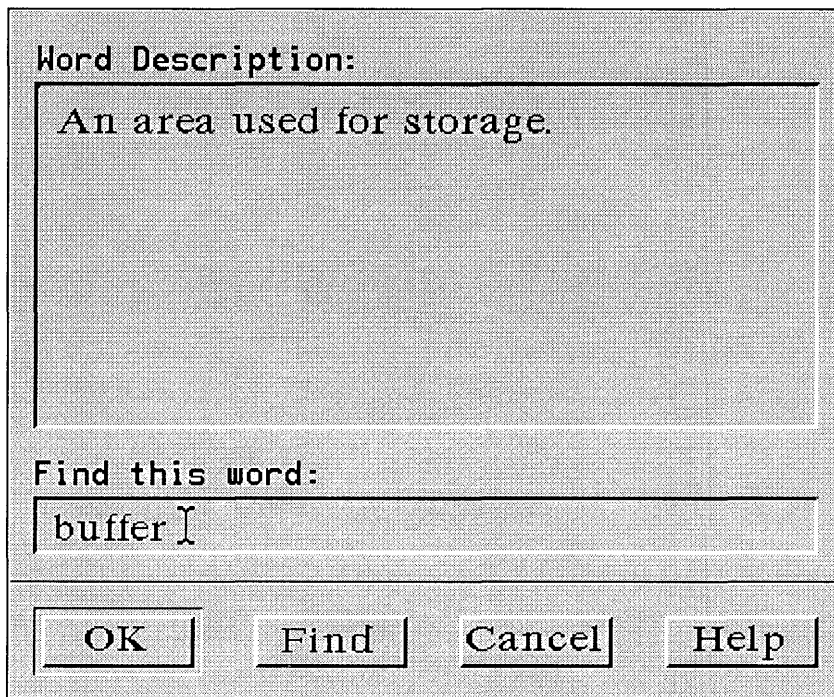 Word Description:
An area used for storage.
Find this word:
buffer
OK Find Cancel Help